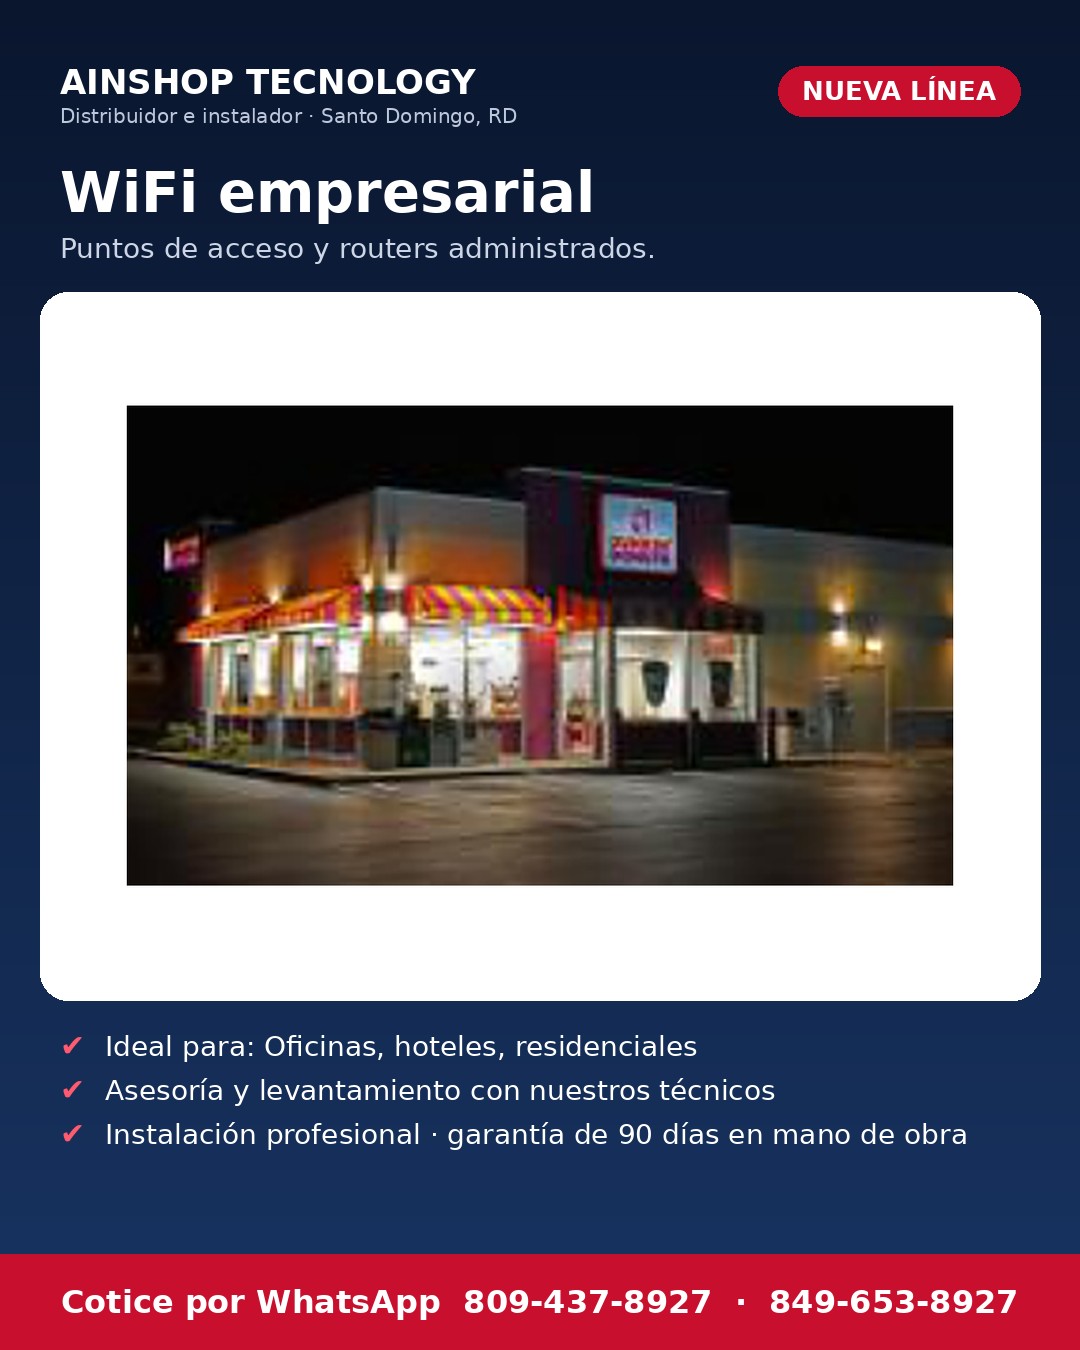 AINSHOP TECNOLOGY
Distribuidor e instalador · Santo Domingo, RD
NUEVA LÍNEA
WiFi empresarial
Puntos de acceso y routers administrados.
✔ Ideal para: Oficinas, hoteles, residenciales
✔ Asesoría y levantamiento con nuestros técnicos
✔ Instalación profesional · garantía de 90 días en mano de obra
Cotice por WhatsApp 809-437-8927 · 849-653-8927